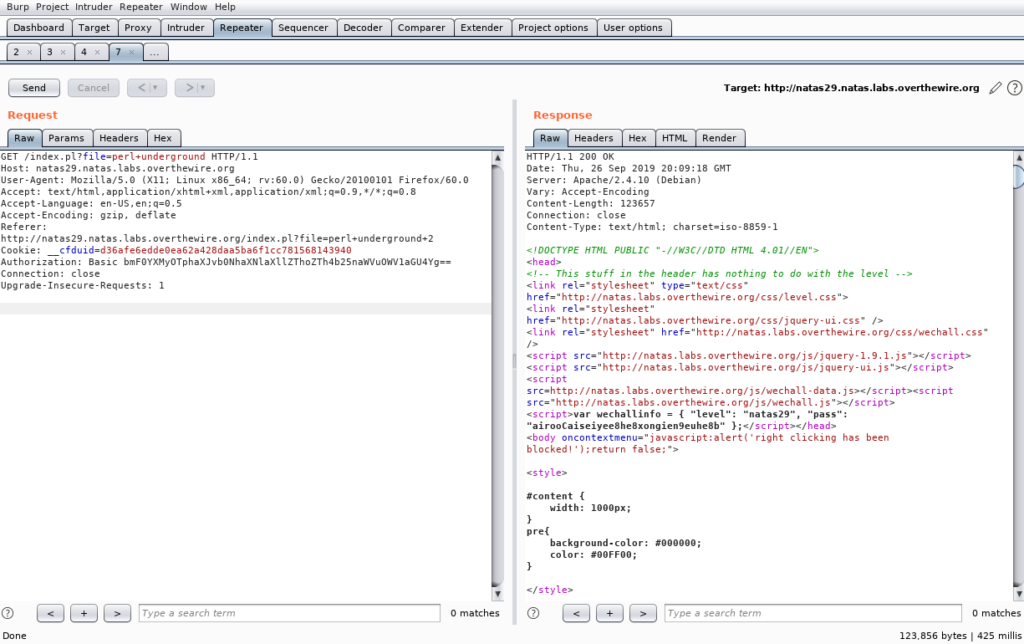 Burp Project Intruder Repeater Window Help
Dashboard Target Proxy Intruder Repeater Sequencer Decoder Comparer Extender Project options User options
2 × 3 × 4 × 7 × ...
Send Cancel < > Target: http://natas29.natas.labs.overthewire.org ?
Request
Raw Params Headers Hex
GET /index.pl?file=perl+underground HTTP/1.1
Host: natas29.natas.labs.overthewire.org
User-Agent: Mozilla/5.0 (X11; Linux x86_64; rv:60.0) Gecko/20100101 Firefox/60.0
Accept: text/html,application/xhtml+xml,application/xml;q=0.9,*/*;q=0.8
Accept-Language: en-US,en;q=0.5
Accept-Encoding: gzip, deflate
Referer:
http://natas29.natas.labs.overthewire.org/index.pl?file=perl+underground+2
Cookie: __cfduid=d36afe6edde0ea62a428daa5ba6f1cc781568143940
Authorization: Basic bmF0YXMyOTphaXJvb0NhaXNlaXllZThoZTh4b25naWVuOWV1aGU4Yg==
Connection: close
Upgrade-Insecure-Requests: 1
? < + > Type a search term 0 matches
Response
Raw Headers Hex HTML Render
HTTP/1.1 200 OK
Date: Thu, 26 Sep 2019 20:09:18 GMT
Server: Apache/2.4.10 (Debian)
Vary: Accept-Encoding
Content-Length: 123657
Connection: close
Content-Type: text/html; charset=iso-8859-1
<!DOCTYPE HTML PUBLIC "-//W3C//DTD HTML 4.01//EN">
<head>
<!-- This stuff in the header has nothing to do with the level -->
<link rel="stylesheet" type="text/css"
href="http://natas.labs.overthewire.org/css/level.css">
<link rel="stylesheet"
href="http://natas.labs.overthewire.org/css/jquery-ui.css" />
<link rel="stylesheet" href="http://natas.labs.overthewire.org/css/wechall.css"
/>
<script src="http://natas.labs.overthewire.org/js/jquery-1.9.1.js"></script>
<script src="http://natas.labs.overthewire.org/js/jquery-ui.js"></script>
<script
src=http://natas.labs.overthewire.org/js/wechall-data.js></script><script
src="http://natas.labs.overthewire.org/js/wechall.js"></script>
<script>var wechallinfo = { "level": "natas29", "pass":
"airooCaiseiyee8he8xongien9euhe8b" };</script></head>
<body oncontextmenu="javascript:alert('right clicking has been
blocked!');return false;">
<style>
#content {
width: 1000px;
}
pre{
background-color: #000000;
color: #00FF00;
}
</style>
? < + > Type a search term 0 matches
Done 123,856 bytes | 425 millis